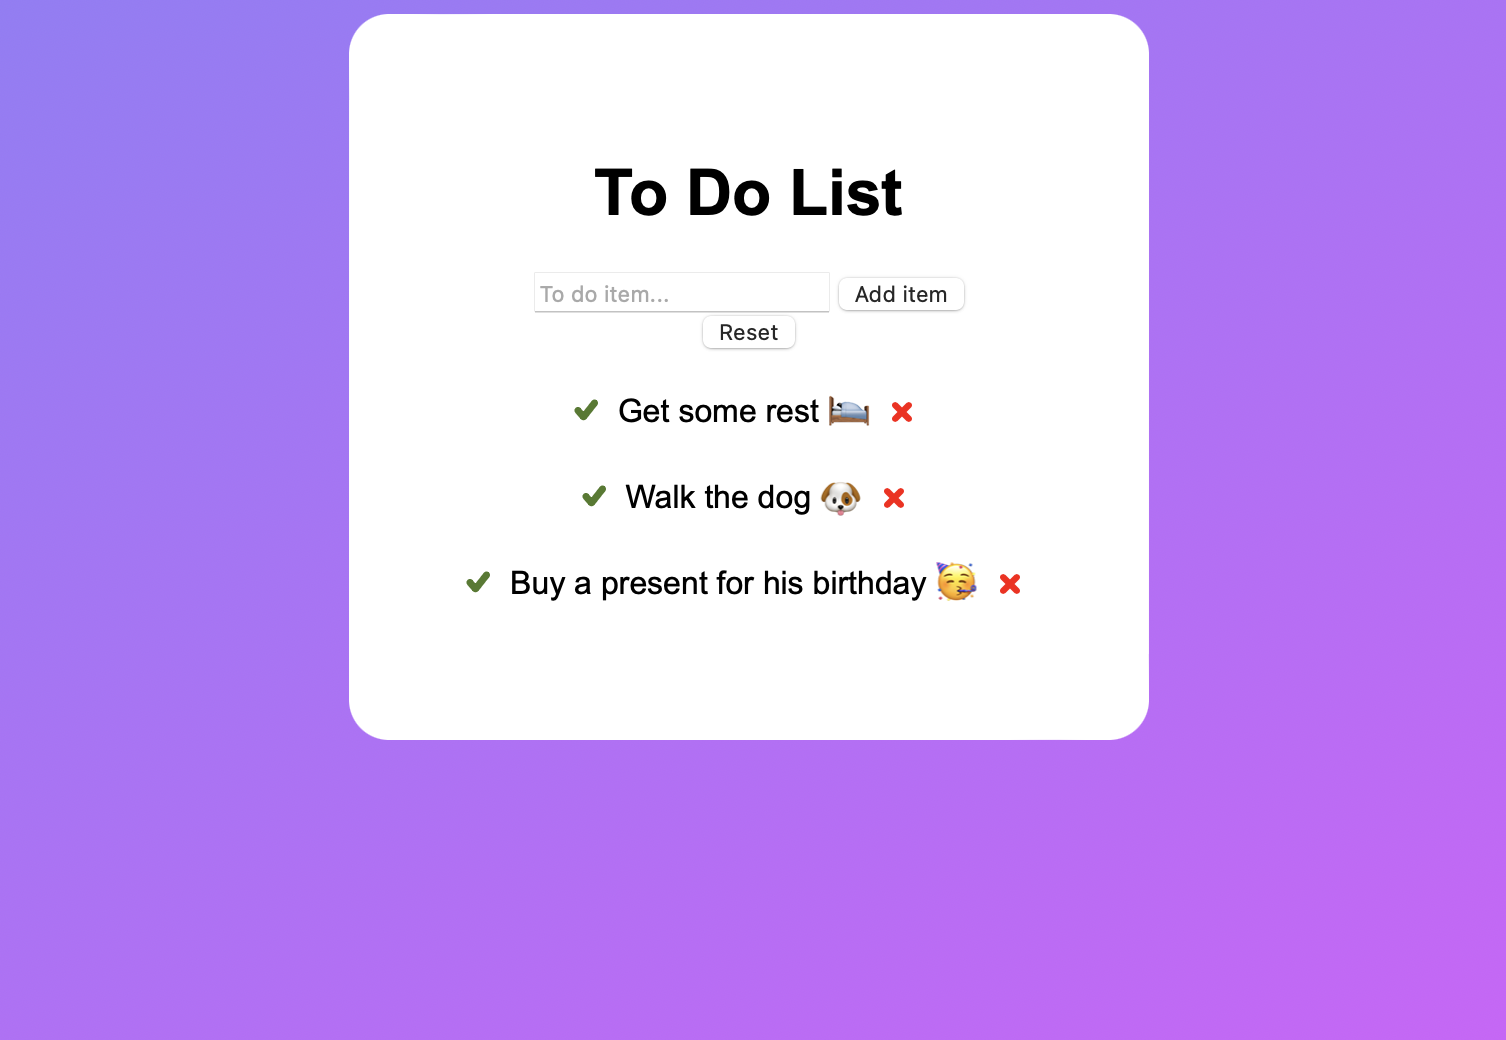 To Do List
To do item... Add item
Reset
✔ Get some rest 🛏️ ✖
✔ Walk the dog 🐶 ✖
✔ Buy a present for his birthday 🥳 ✖